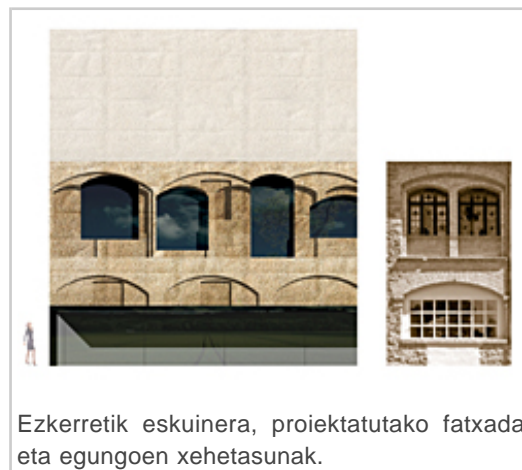 Ezkerretik eskuinera, proiektatutako fatxada
eta egungoen xehetasunak.